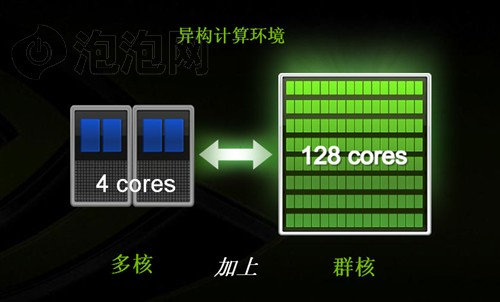 泡泡网
异构计算环境
4 cores
128 cores
多核
加上
群核